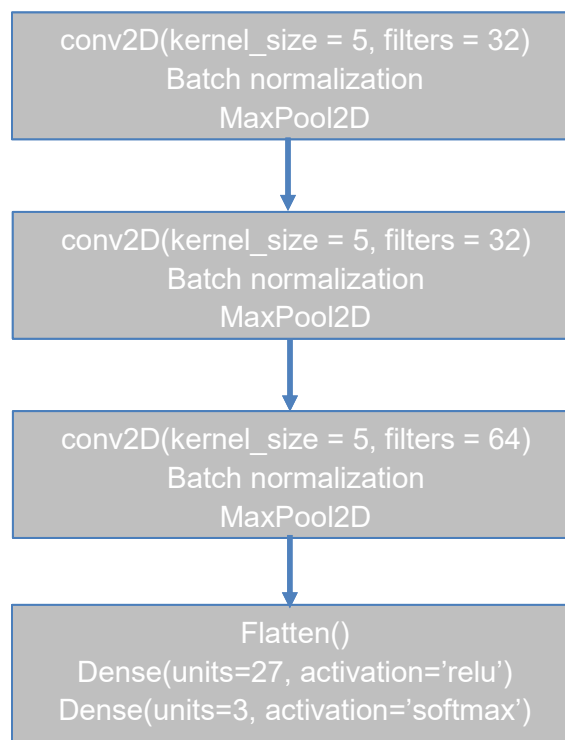 conv2D(kernel_size = 5, filters = 32)
Batch normalization
MaxPool2D
conv2D(kernel_size = 5, filters = 32)
Batch normalization
MaxPool2D
conv2D(kernel_size = 5, filters = 64)
Batch normalization
MaxPool2D
Flatten()
Dense(units=27, activation=’relu’)
Dense(units=3, activation=’softmax’)